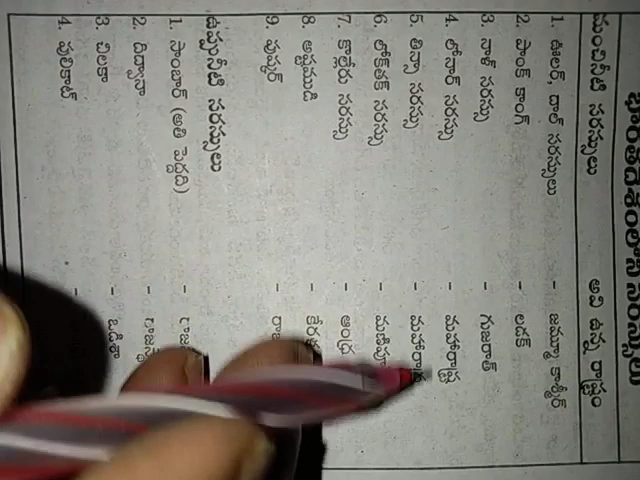 భారతదేశంలోని సరస్సులు
మంచినీటి సరస్సులు అవి ఉన్న రాష్ట్రం
1. ఊలర్, దాల్ సరస్సులు - జమ్ము కాశ్మీర్
2. పాంక్ కాంగ్ - లడక్
3. నాల్ సరస్సు - గుజరాత్
4. లోనార్ సరస్సు - మహారాష్ట్ర
5. తిన్సా సరస్సు - మహారాష్ట్ర
6. లోక్‌తక్ సరస్సు - మణిపూ
7. కొల్లేరు సరస్సు - ఆంధ్ర
8. అష్టముడి - కేర
9. పుష్కర్ - రాజ
ఉప్పునీటి సరస్సులు
1. సాంబార్ (అతి పెద్దది) - రాజ
2. దిద్వానా - రాజస్థ
3. చిలకా - ఒడిశా
4. పులికాట్ -